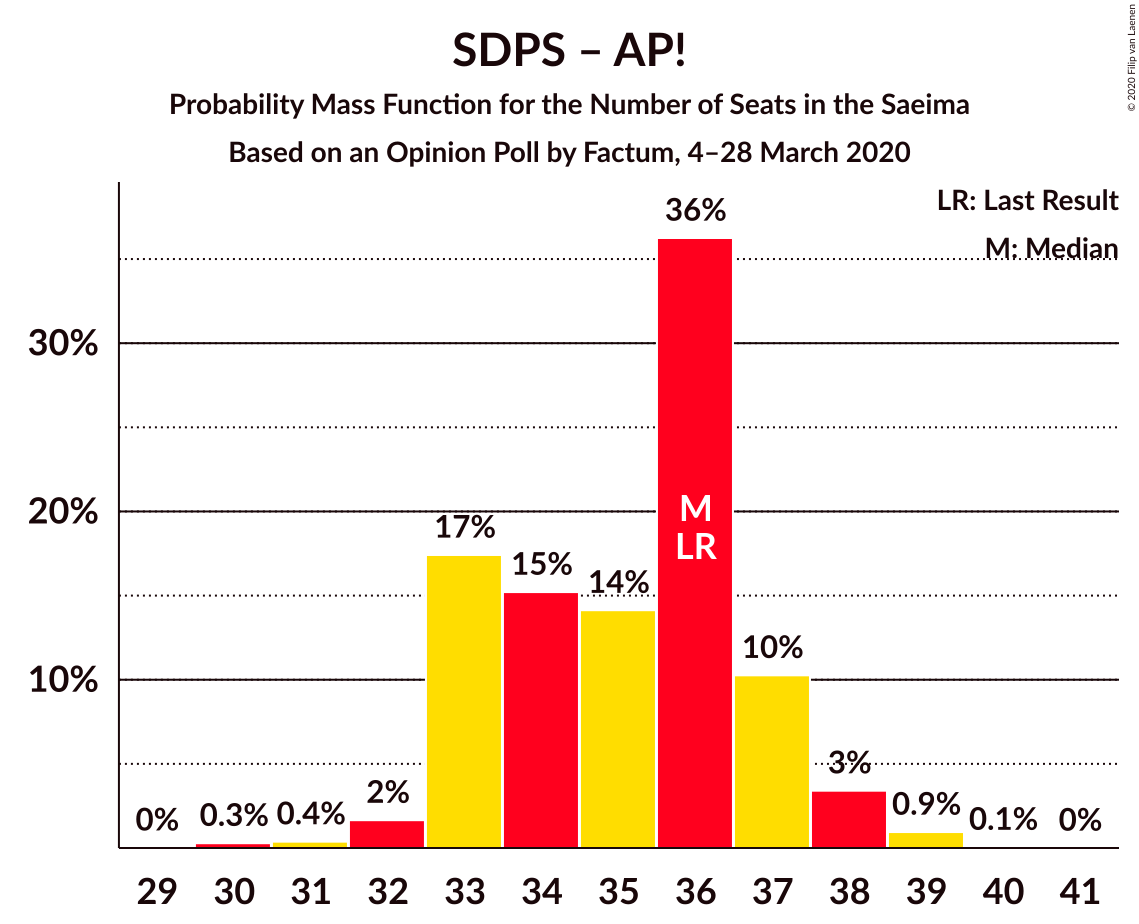 SDPS – AP!
Probability Mass Function for the Number of Seats in the Saeima
Based on an Opinion Poll by Factum, 4–28 March 2020
© 2020 Filip van Laenen
LR: Last Result
M: Median
30%
20%
10%
0%
0.3%
0.4%
2%
17%
15%
14%
36%
10%
3%
0.9%
0.1%
0%
M
LR
29 30 31 32 33 34 35 36 37 38 39 40 41